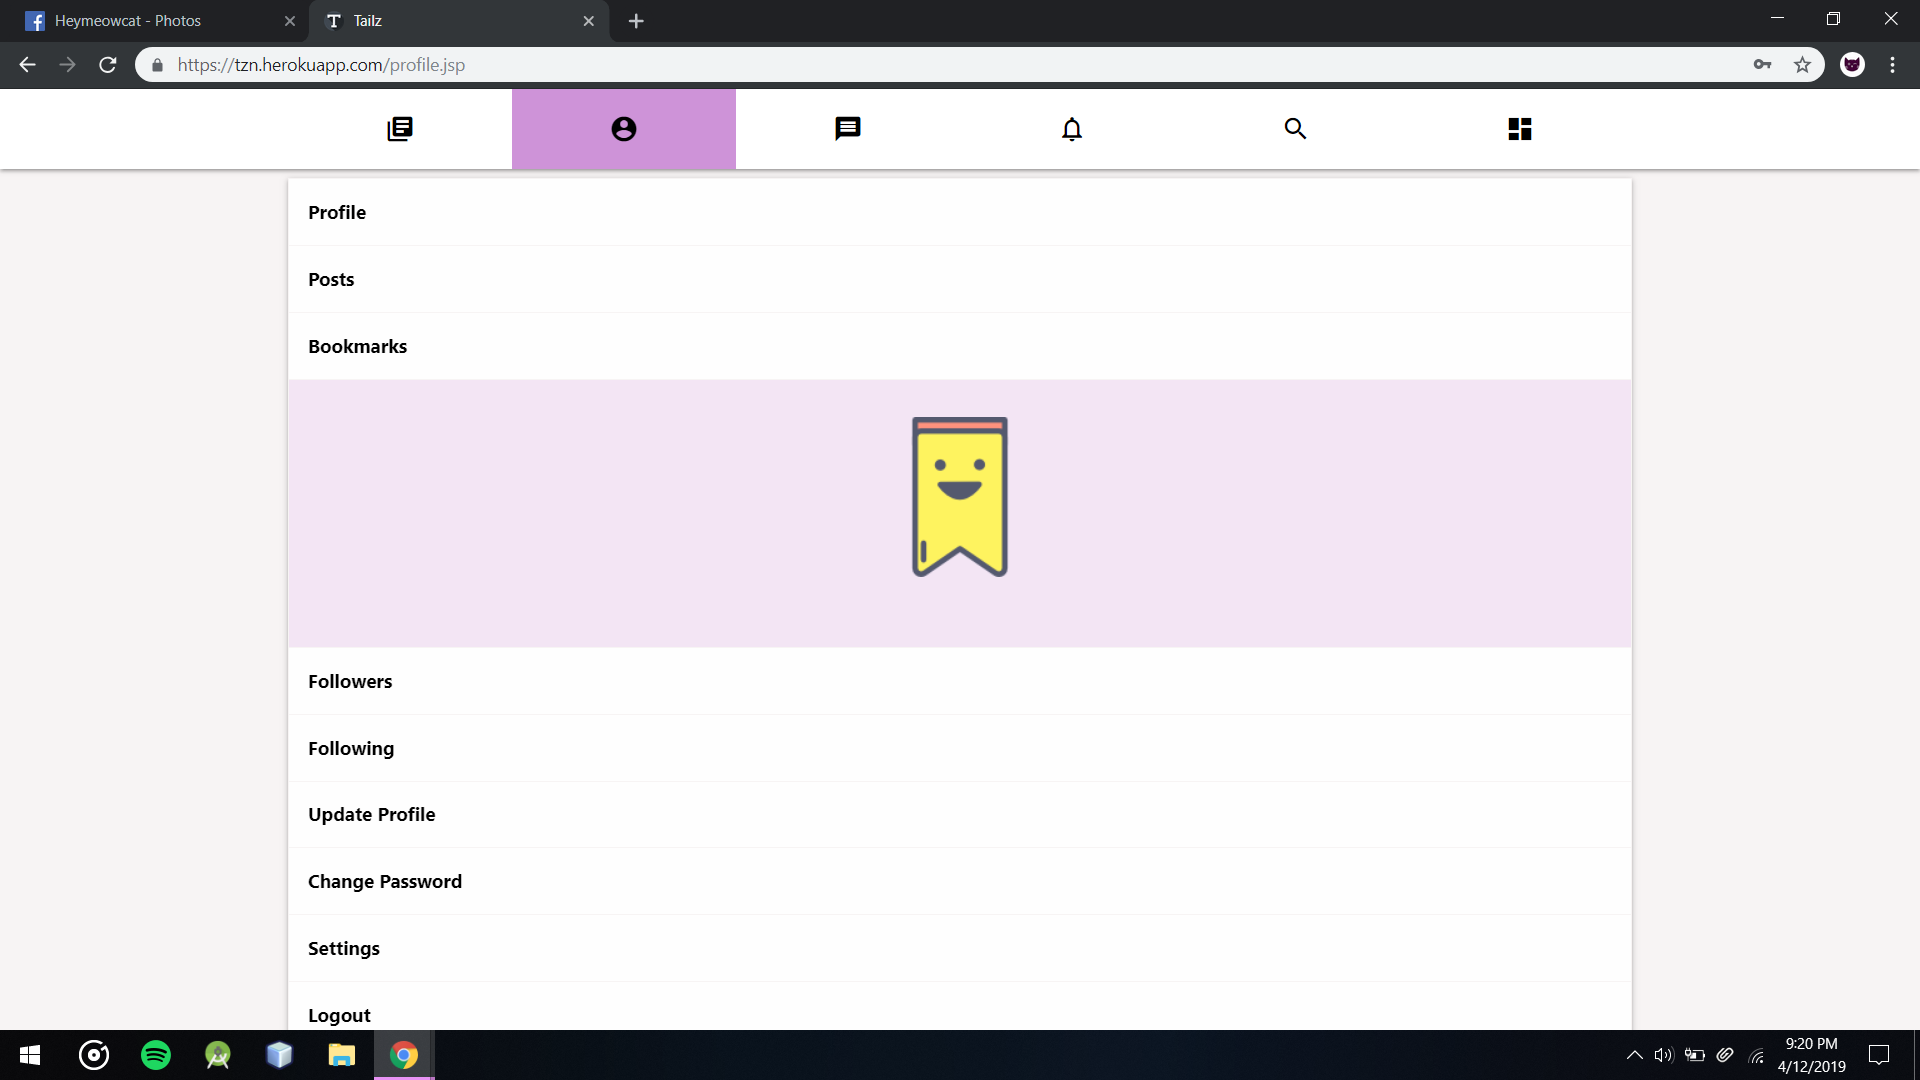 Heymeowcat - Photos
Tailz
https://tzn.herokuapp.com/profile.jsp
Profile
Posts
Bookmarks
Followers
Following
Update Profile
Change Password
Settings
Logout
9:20 PM
4/12/2019